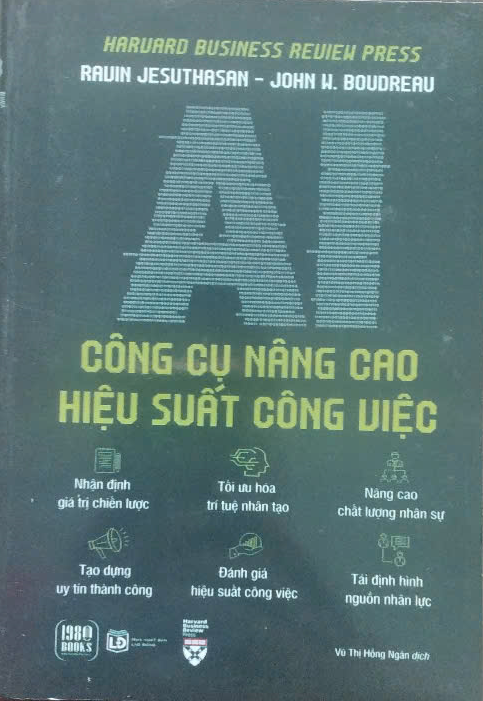 HARVARD BUSINESS REVIEW PRESS
RAVIN JESUTHASAN – JOHN W. BOUDREAU
AI
CÔNG CỤ NÂNG CAO
HIỆU SUẤT CÔNG VIỆC
Nhận định
giá trị chiến lược
Tối ưu hóa
trí tuệ nhân tạo
Nâng cao
chất lượng nhân sự
Tạo dựng
uy tín thành công
Đánh giá
hiệu suất công việc
Tái định hình
nguồn nhân lực
1980
BOOKS
LĐ
Harvard
Business
Review
PRESS
Vũ Thị Hồng Ngân dịch